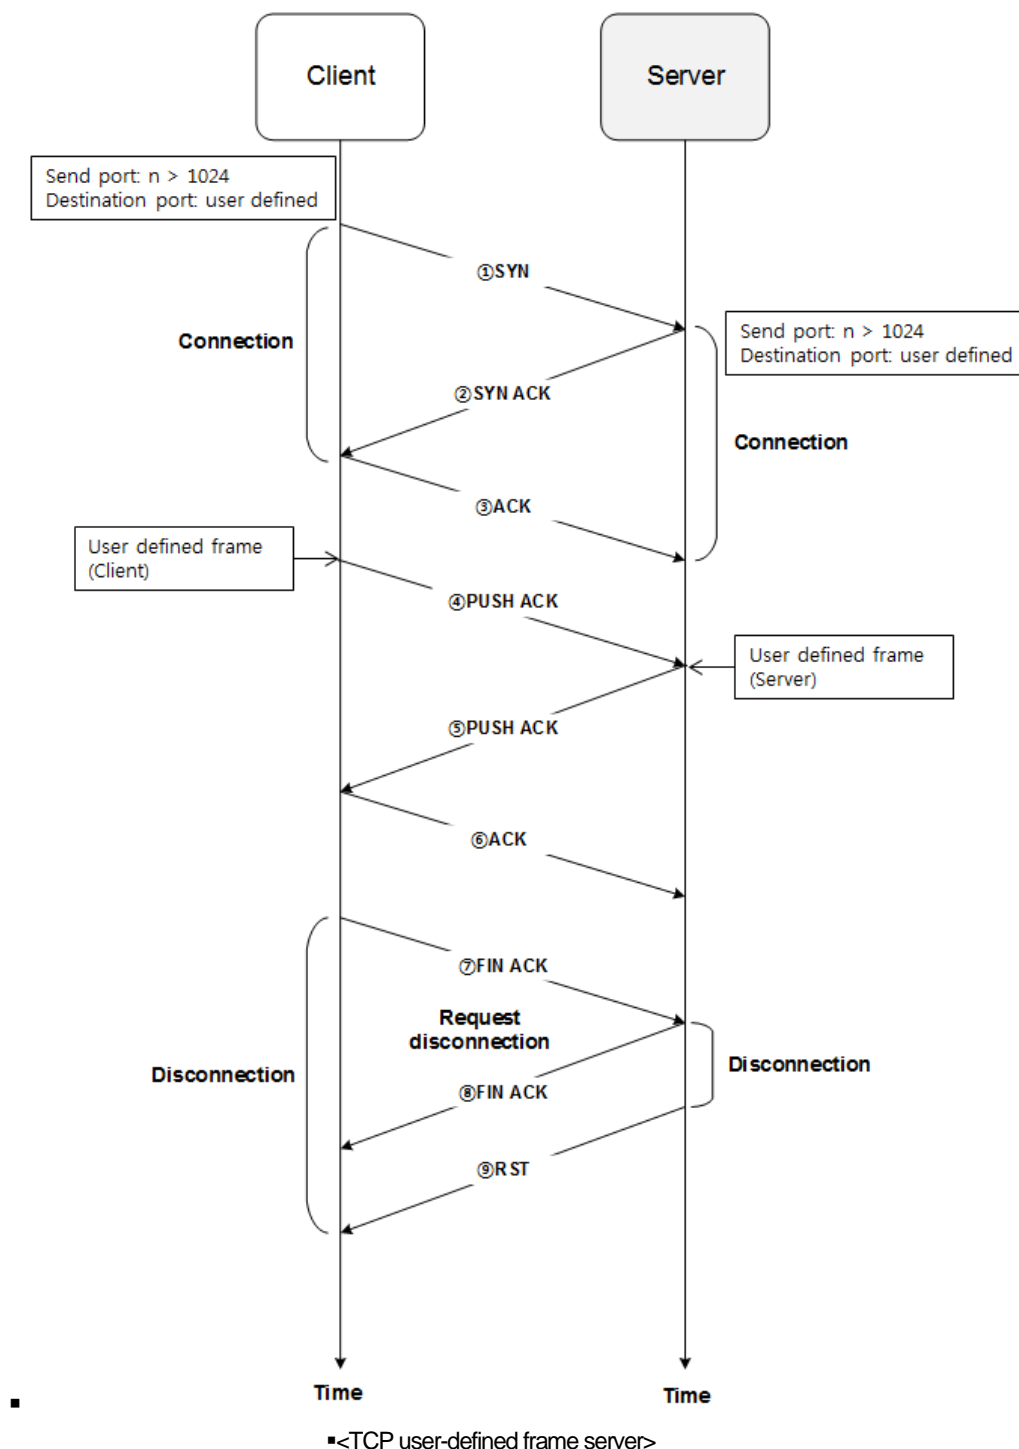 Client
Server
Send port: n > 1024
Destination port: user defined
①SYN
Send port: n > 1024
Destination port: user defined
Connection
②SYN ACK
Connection
③ACK
User defined frame
(Client)
④PUSH ACK
User defined frame
(Server)
⑤PUSH ACK
⑥ACK
⑦FIN ACK
Request
disconnection
Disconnection
Disconnection
⑧FIN ACK
⑨RST
Time
Time
▪
▪<TCP user-defined frame server>